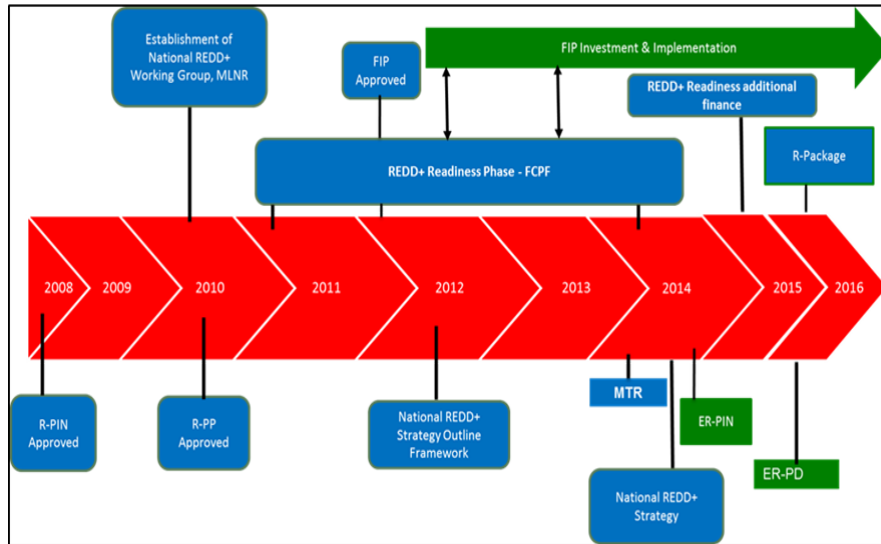 Establishment of
National REDD+
Working Group, MLNR
FIP
Approved
FIP Investment & Implementation
REDD+ Readiness additional
finance
R-Package
REDD+ Readiness Phase - FCPF
2008
2009
2010
2011
2012
2013
2014
2015
2016
R-PIN
Approved
R-PP
Approved
National REDD+
Strategy Outline
Framework
MTR
ER-PIN
ER-PD
National REDD+
Strategy